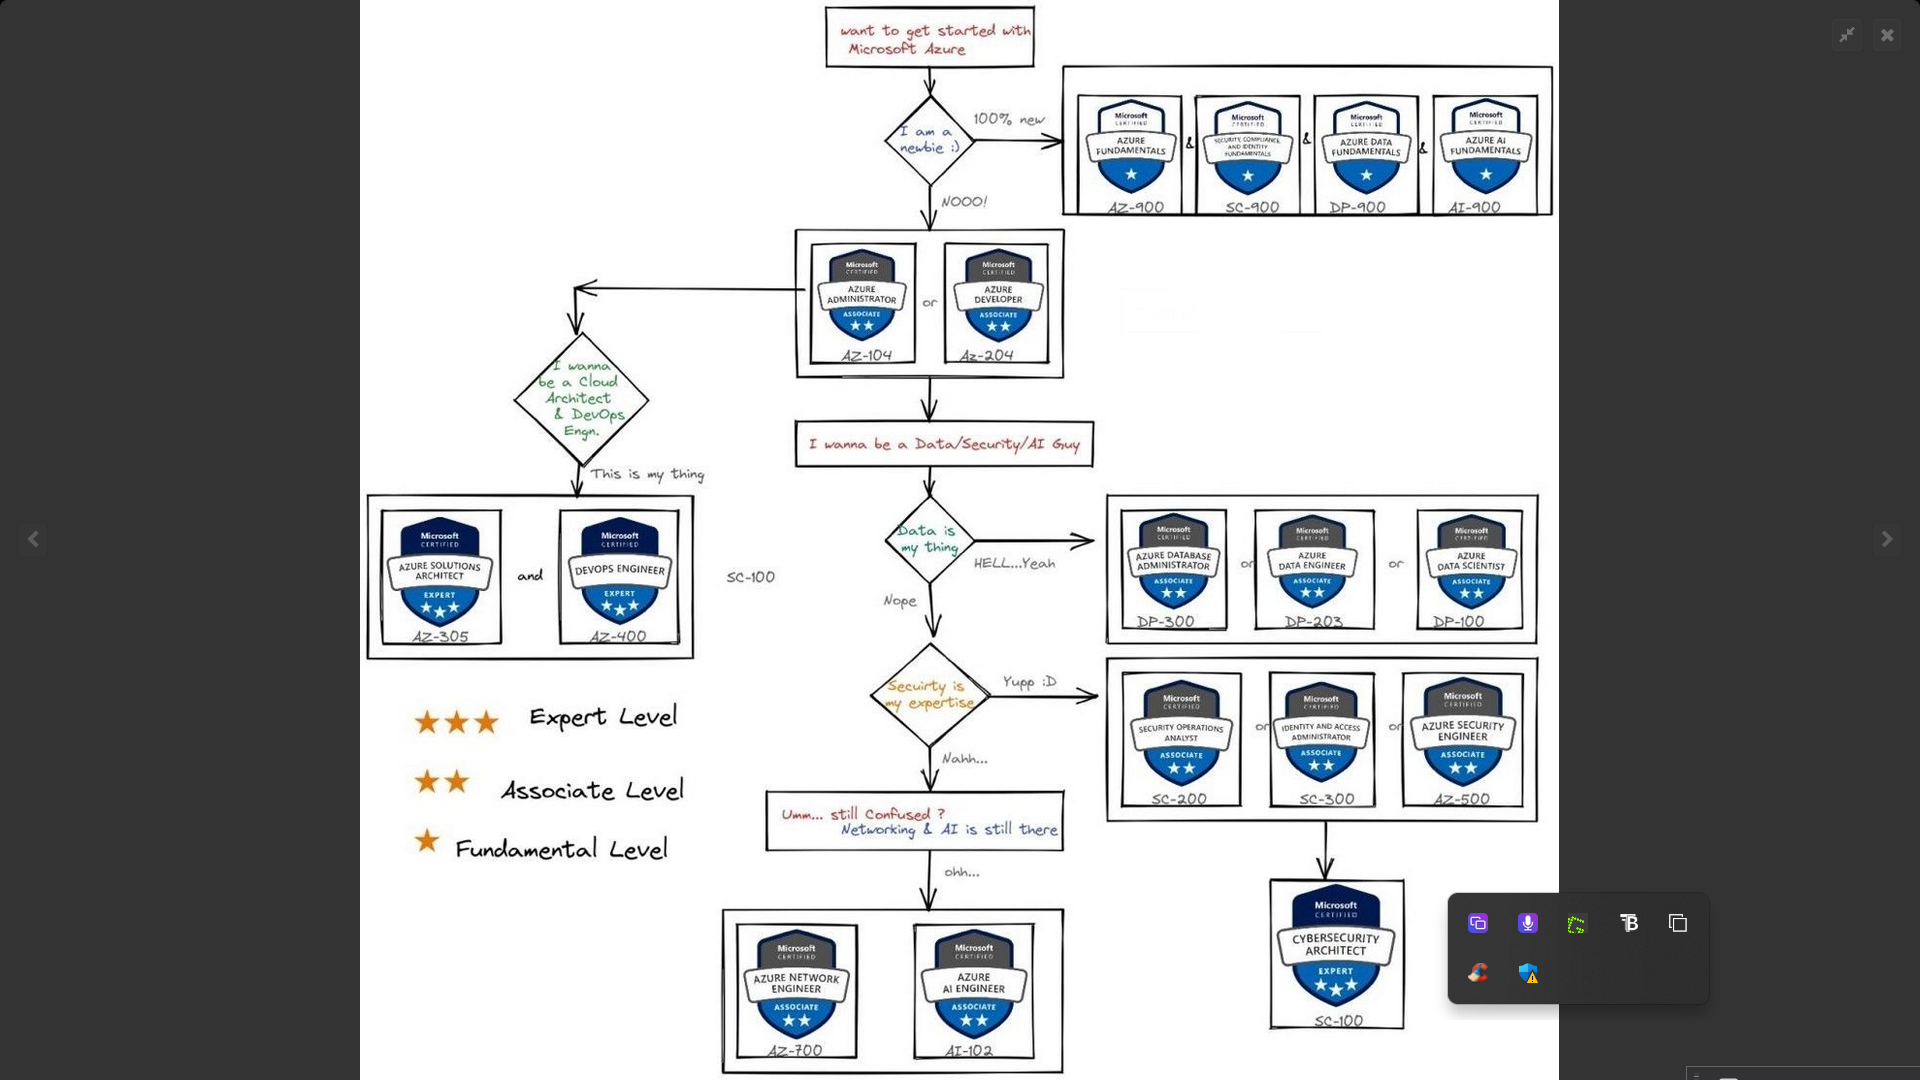 want to get started with
Microsoft Azure
I am a
newbie :)
100% new
Microsoft
CERTIFIED
AZURE
FUNDAMENTALS
AZ-900
&
Microsoft
CERTIFIED
SECURITY, COMPLIANCE,
AND IDENTITY
FUNDAMENTALS
SC-900
&
Microsoft
CERTIFIED
AZURE DATA
FUNDAMENTALS
DP-900
&
Microsoft
CERTIFIED
AZURE AI
FUNDAMENTALS
AI-900
NOOO!
Microsoft
CERTIFIED
AZURE
ADMINISTRATOR
ASSOCIATE
AZ-104
or
Microsoft
CERTIFIED
AZURE
DEVELOPER
ASSOCIATE
Az-204
I wanna
be a Cloud
Architect
& DevOps
Engn.
This is my thing
Microsoft
CERTIFIED
AZURE SOLUTIONS
ARCHITECT
EXPERT
AZ-305
and
Microsoft
CERTIFIED
DEVOPS ENGINEER
EXPERT
AZ-400
SC-100
I wanna be a Data/Security/AI Guy
Data is
my thing
HELL...Yeah
Microsoft
CERTIFIED
AZURE DATABASE
ADMINISTRATOR
ASSOCIATE
DP-300
or
Microsoft
CERTIFIED
AZURE
DATA ENGINEER
ASSOCIATE
DP-203
or
Microsoft
CERTIFIED
AZURE
DATA SCIENTIST
ASSOCIATE
DP-100
Nope
Secuirty is
my expertise
Yupp :D
Microsoft
CERTIFIED
SECURITY OPERATIONS
ANALYST
ASSOCIATE
SC-200
or
Microsoft
CERTIFIED
IDENTITY AND ACCESS
ADMINISTRATOR
ASSOCIATE
SC-300
or
Microsoft
CERTIFIED
AZURE SECURITY
ENGINEER
ASSOCIATE
AZ-500
Expert Level
Associate Level
Fundamental Level
Nahh...
Umm... still Confused ?
Networking & AI is still there
ohh...
Microsoft
CERTIFIED
AZURE NETWORK
ENGINEER
ASSOCIATE
AZ-700
Microsoft
CERTIFIED
AZURE
AI ENGINEER
ASSOCIATE
AI-102
Microsoft
CERTIFIED
CYBERSECURITY
ARCHITECT
EXPERT
SC-100